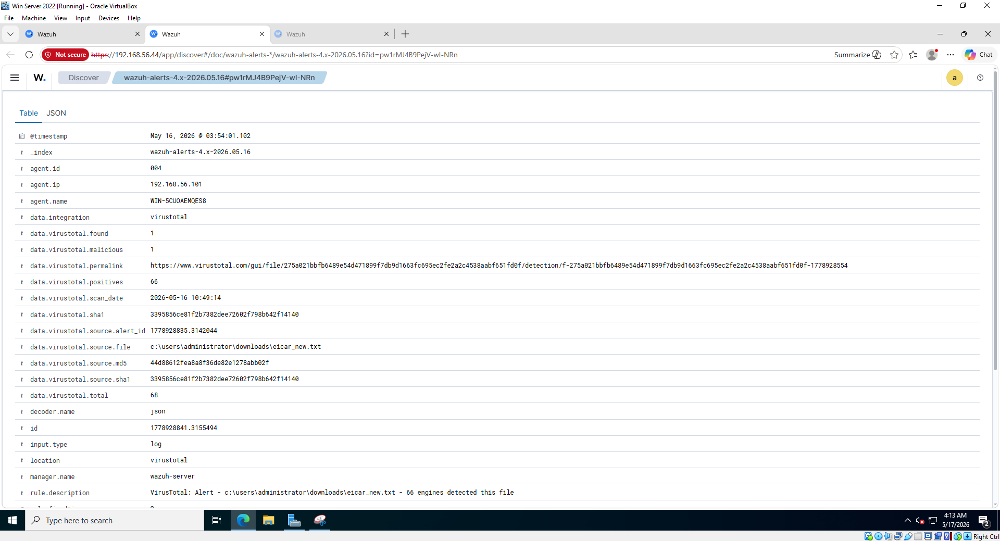 Win Server 2022 [Running] - Oracle VirtualBox
File Machine View Input Devices Help
Wazuh Wazuh Wazuh
Not secure https://192.168.56.44/app/discover#/doc/wazuh-alerts-*/wazuh-alerts-4.x-2026.05.16?id=pw1rMJ4B9PejV-wI-NRn Summarize Chat
W. Discover wazuh-alerts-4.x-2026.05.16#pw1rMJ4B9PejV-wI-NRn a
Table JSON
@timestamp May 16, 2026 @ 03:54:01.102
t _index wazuh-alerts-4.x-2026.05.16
t agent.id 004
t agent.ip 192.168.56.101
t agent.name WIN-5CUOAEMQES8
t data.integration virustotal
t data.virustotal.found 1
t data.virustotal.malicious 1
t data.virustotal.permalink https://www.virustotal.com/gui/file/275a021bbfb6489e54d471899f7db9d1663fc695ec2fe2a2c4538aabf651fd0f/detection/f-275a021bbfb6489e54d471899f7db9d1663fc695ec2fe2a2c4538aabf651fd0f-1778928554
t data.virustotal.positives 66
t data.virustotal.scan_date 2026-05-16 10:49:14
t data.virustotal.sha1 3395856ce81f2b7382dee72602f798b642f14140
t data.virustotal.source.alert_id 1778928835.3142044
t data.virustotal.source.file c:\users\administrator\downloads\eicar_new.txt
t data.virustotal.source.md5 44d88612fea8a8f36de82e1278abb02f
t data.virustotal.source.sha1 3395856ce81f2b7382dee72602f798b642f14140
t data.virustotal.total 68
t decoder.name json
t id 1778928841.3155494
t input.type log
t location virustotal
t manager.name wazuh-server
t rule.description VirusTotal: Alert - c:\users\administrator\downloads\eicar_new.txt - 66 engines detected this file
Type here to search
4:13 AM
5/17/2026
2
Right Ctrl